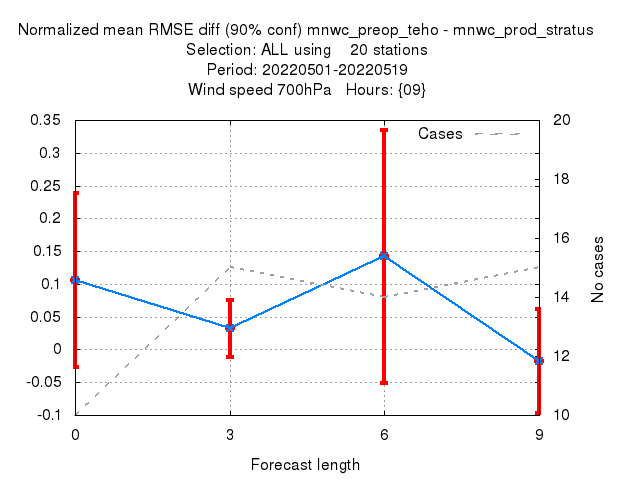 Normalized mean RMSE diff (90% conf) mnwc_preop_teho - mnwc_prod_stratus
Selection: ALL using    20 stations
Period: 20220501-20220519
Wind speed 700hPa   Hours: {09}
Cases
0.35
0.3
0.25
0.2
0.15
0.1
0.05
0
-0.05
-0.1
20
18
16
14
12
10
No cases
0 3 6 9
Forecast length